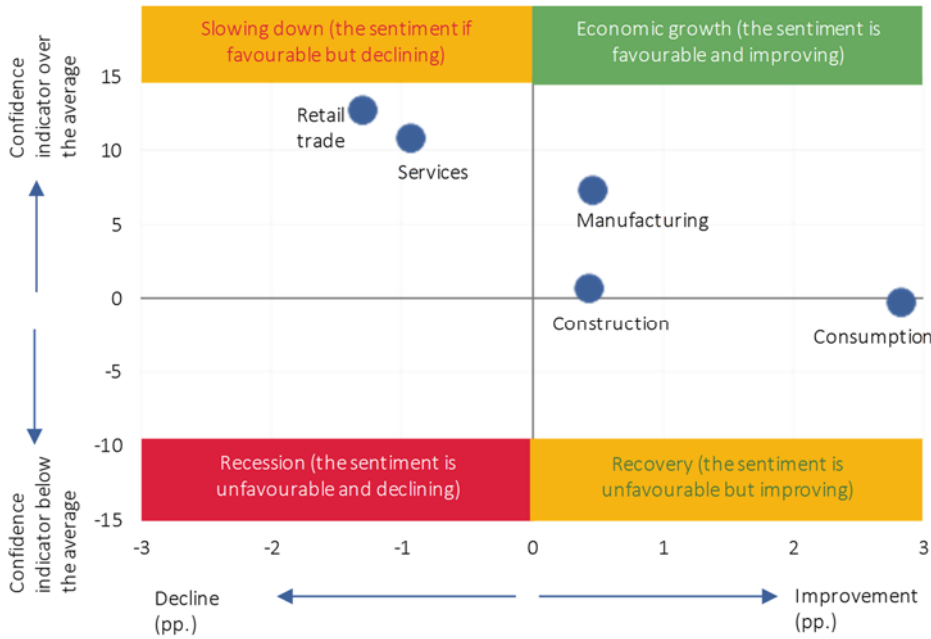 Slowing down (the sentiment if
favourable but declining)
Economic growth (the sentiment is
favourable and improving)
Confidence
indicator over
the average
15
10
5
0
-5
-10
-15
Retail
trade
Services
Manufacturing
Construction
Consumption
Confidence
indicator below
the average
Recession (the sentiment is
unfavourable and declining)
Recovery (the sentiment is
unfavourable but improving)
-3
-2
-1
0
1
2
3
Decline
(pp.)
Improvement
(pp.)